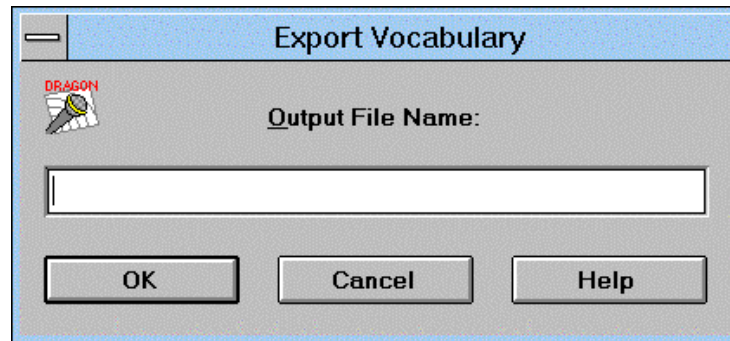 Export Vocabulary
DRAGON
Output File Name:
OK
Cancel
Help